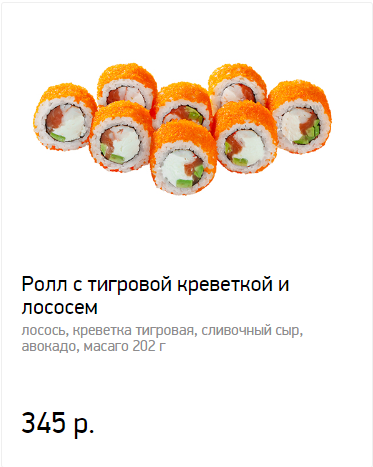 Ролл с тигровой креветкой и
лососем
лосось, креветка тигровая, сливочный сыр,
авокадо, масаго 202 г
345 р.